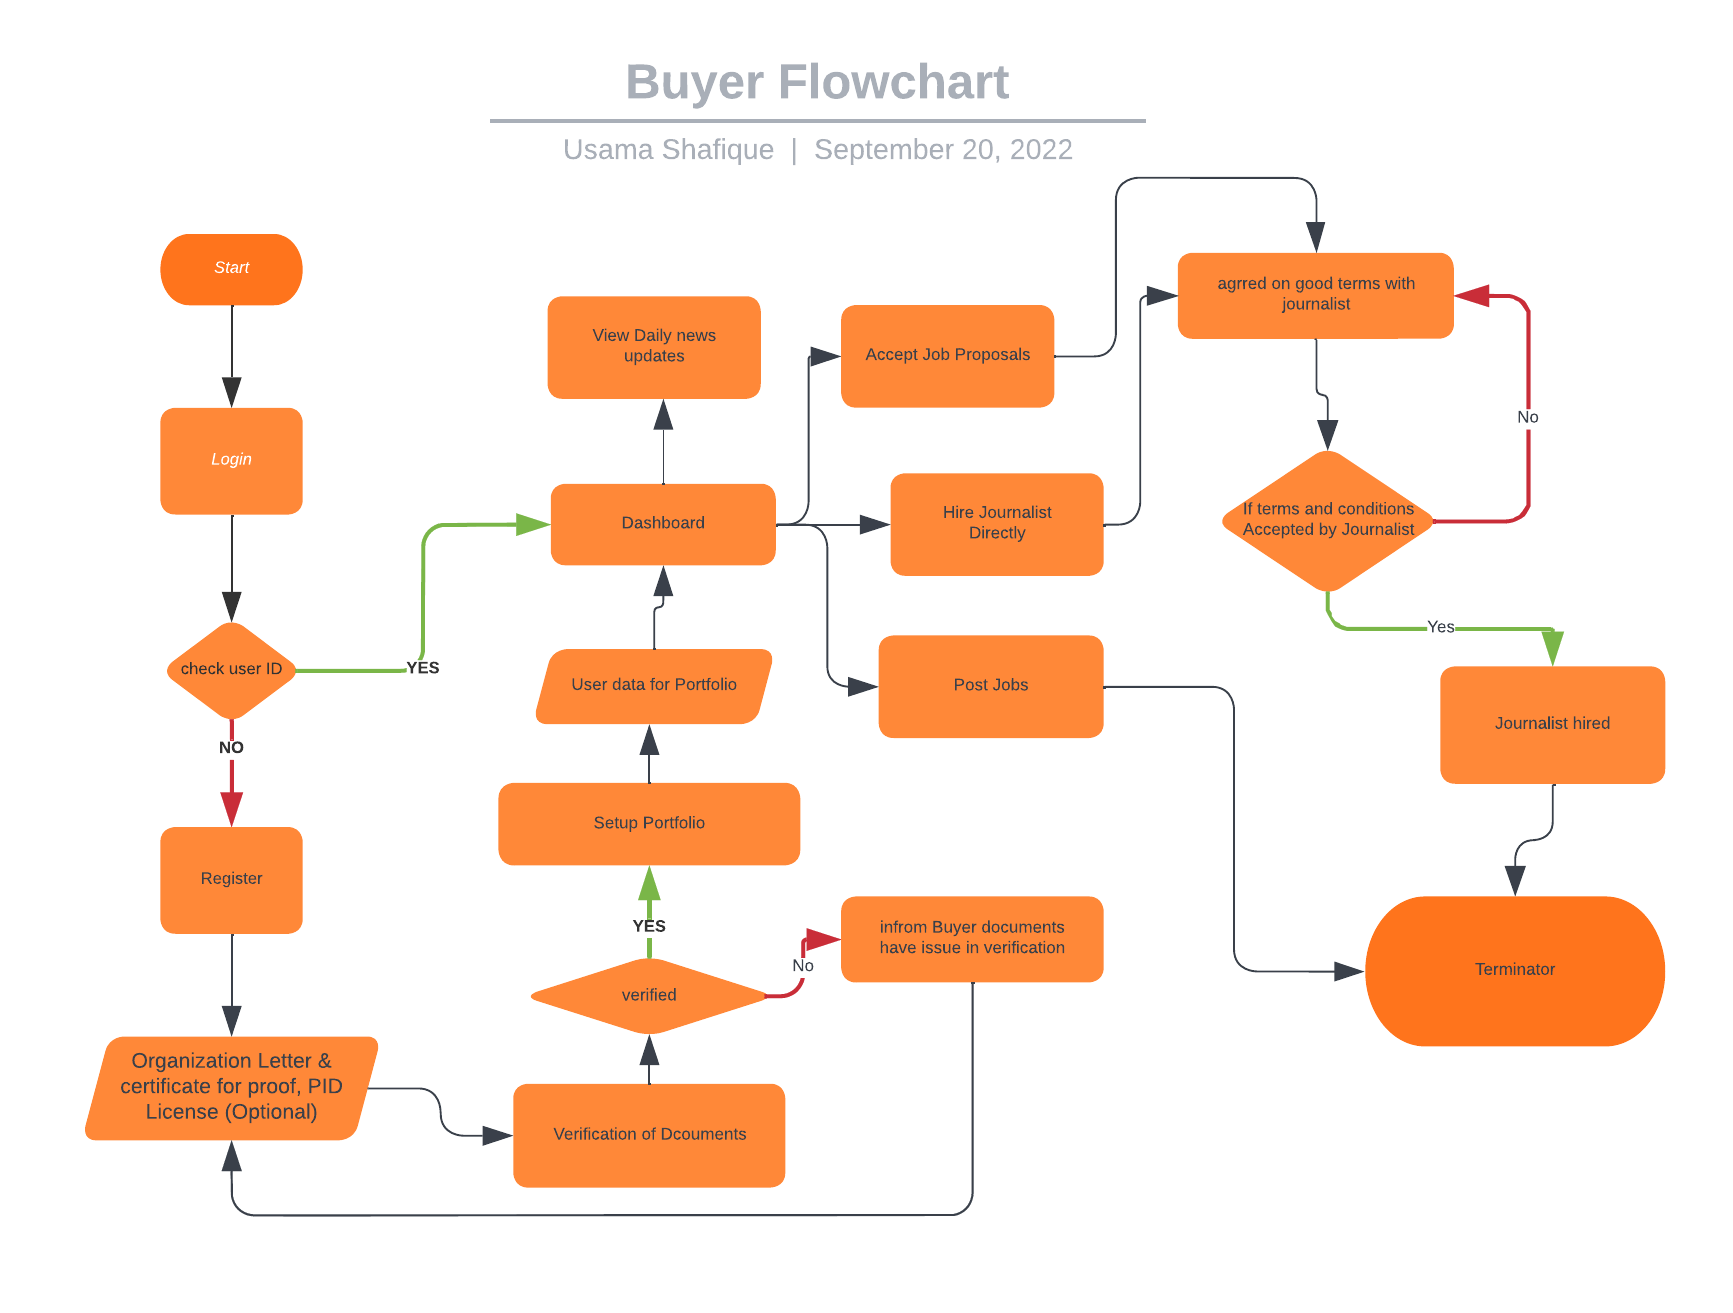 Buyer Flowchart
Usama Shafique | September 20, 2022
Start
Login
check user ID
YES
NO
Register
Organization Letter &
certificate for proof, PID
License (Optional)
View Daily news
updates
Dashboard
User data for Portfolio
Setup Portfolio
YES
verified
No
Verification of Dcouments
infrom Buyer documents
have issue in verification
Accept Job Proposals
Hire Journalist
Directly
Post Jobs
agrred on good terms with
journalist
No
If terms and conditions
Accepted by Journalist
Yes
Journalist hired
Terminator